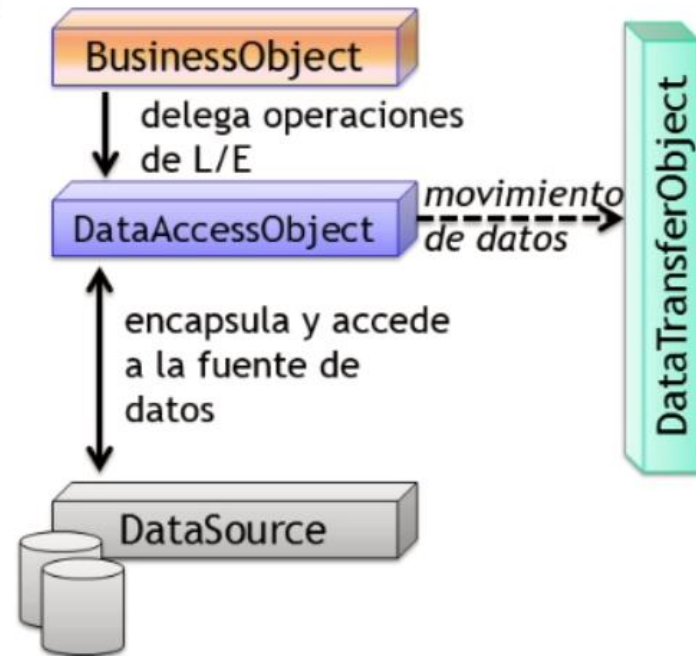 BusinessObject
delega operaciones
de L/E
DataAccessObject
movimiento
de datos
DataTransferObject
encapsula y accede
a la fuente de
datos
DataSource